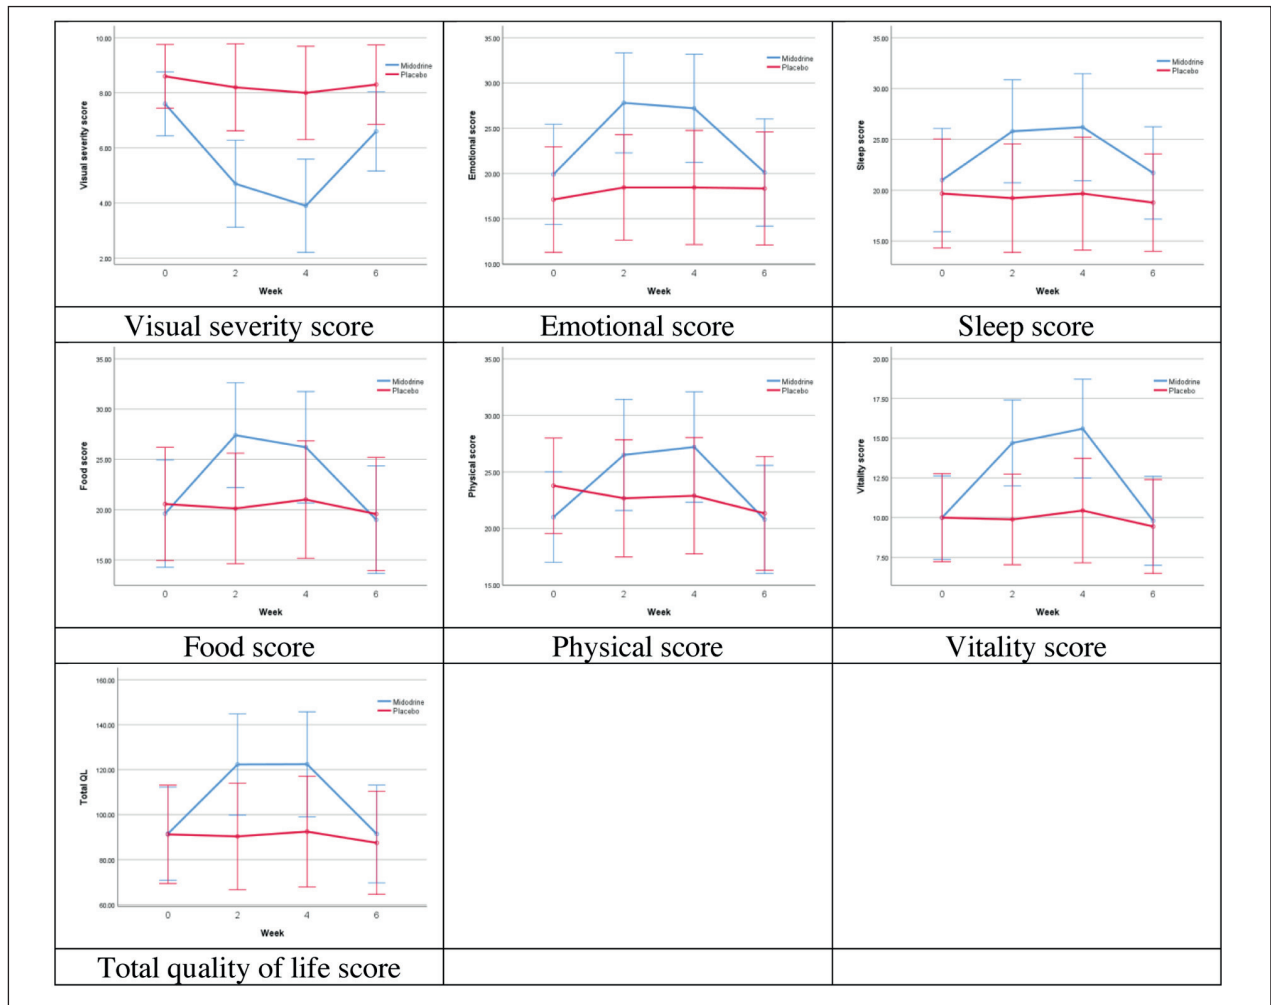 10.00
8.00
6.00
4.00
2.00
Visual severity score
0 2 4 6
Week
Midodrine
Placebo
35.00
30.00
25.00
20.00
15.00
10.00
Emotional score
0 2 4 6
Week
Midodrine
Placebo
35.00
30.00
25.00
20.00
15.00
Sleep score
0 2 4 6
Week
Midodrine
Placebo
Visual severity score
Emotional score
Sleep score
35.00
30.00
25.00
20.00
15.00
Food score
0 2 4 6
Week
Midodrine
Placebo
35.00
30.00
25.00
20.00
15.00
Physical score
0 2 4 6
Week
Midodrine
Placebo
20.00
17.50
15.00
12.50
10.00
7.50
Vitality score
0 2 4 6
Week
Midodrine
Placebo
Food score
Physical score
Vitality score
160.00
140.00
120.00
100.00
80.00
60.00
Total QL
0 2 4 6
Week
Midodrine
Placebo
Total quality of life score